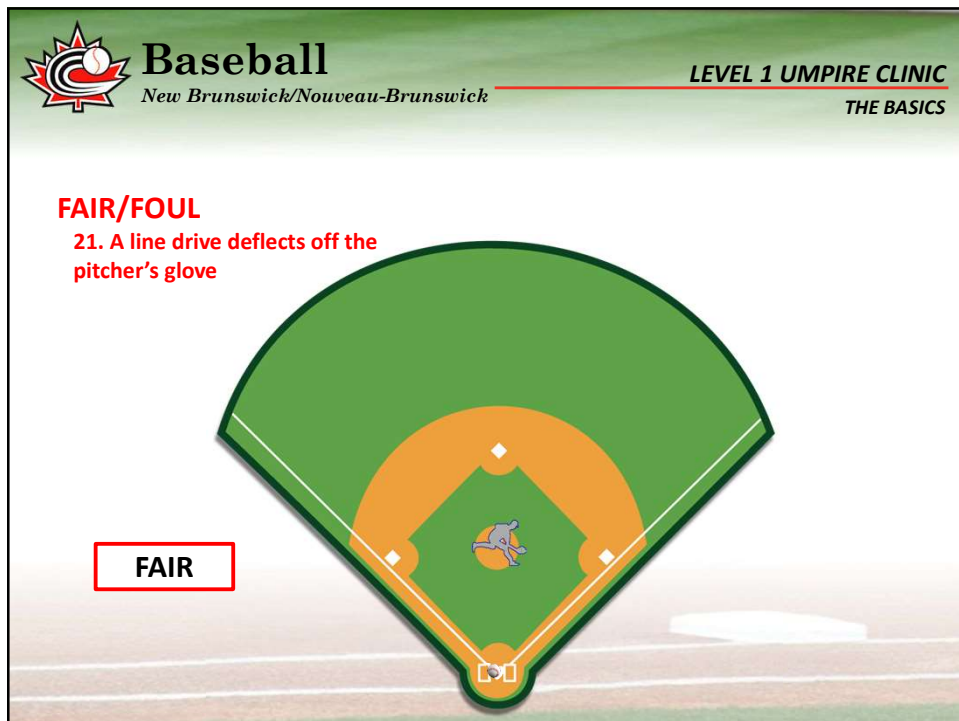 Baseball
New Brunswick/Nouveau-Brunswick
LEVEL 1 UMPIRE CLINIC
THE BASICS
FAIR/FOUL
21. A line drive deflects off the
pitcher’s glove
FAIR